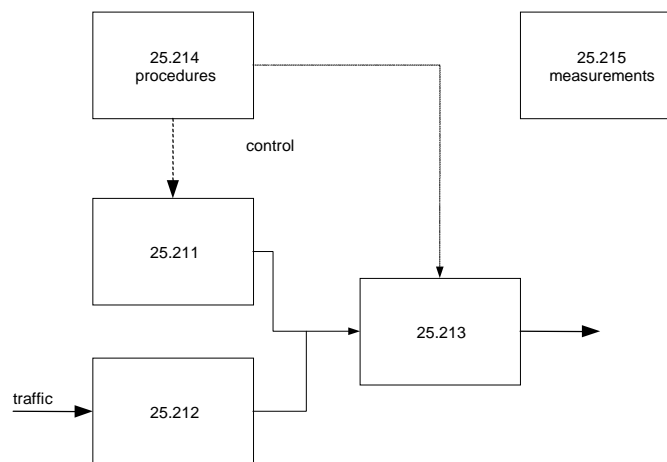 25.214
procedures
25.215
measurements
control
25.211
25.213
traffic
25.212